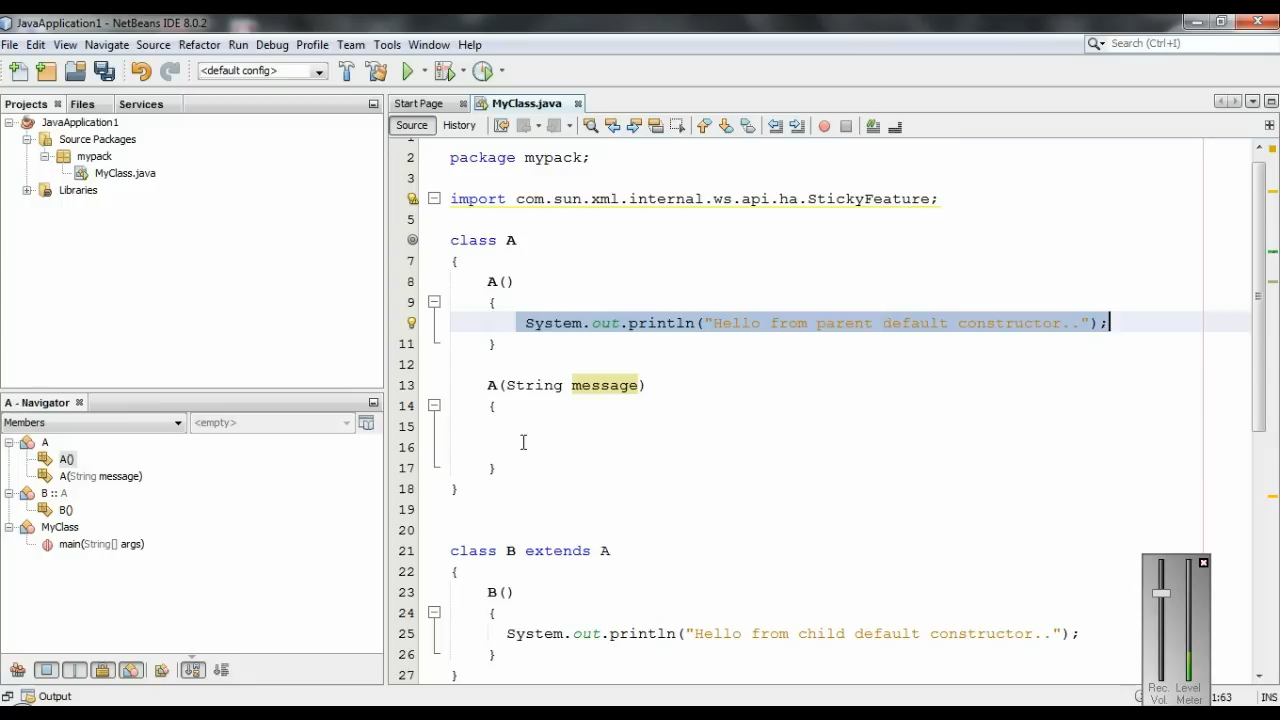 JavaApplication1 - NetBeans IDE 8.0.2
File Edit View Navigate Source Refactor Run Debug Profile Team Tools Window Help
Search (Ctrl+I)
<default config>
Projects Files Services
Start Page MyClass.java
Source History
JavaApplication1
Source Packages
mypack
MyClass.java
Libraries
2 package mypack;
3
import com.sun.xml.internal.ws.api.ha.StickyFeature;
5
class A
7 {
8 A()
9 {
System.out.println("Hello from parent default constructor..");
11 }
12
13 A(String message)
14 {
15
16
17 }
18 }
19
20
21 class B extends A
22 {
23 B()
24 {
25 System.out.println("Hello from child default constructor..");
26 }
27 }
A - Navigator
Members <empty>
A
A()
A(String message)
B :: A
B()
MyClass
main(String[] args)
Rec. Level
Vol. Meter
Output
1:63 INS